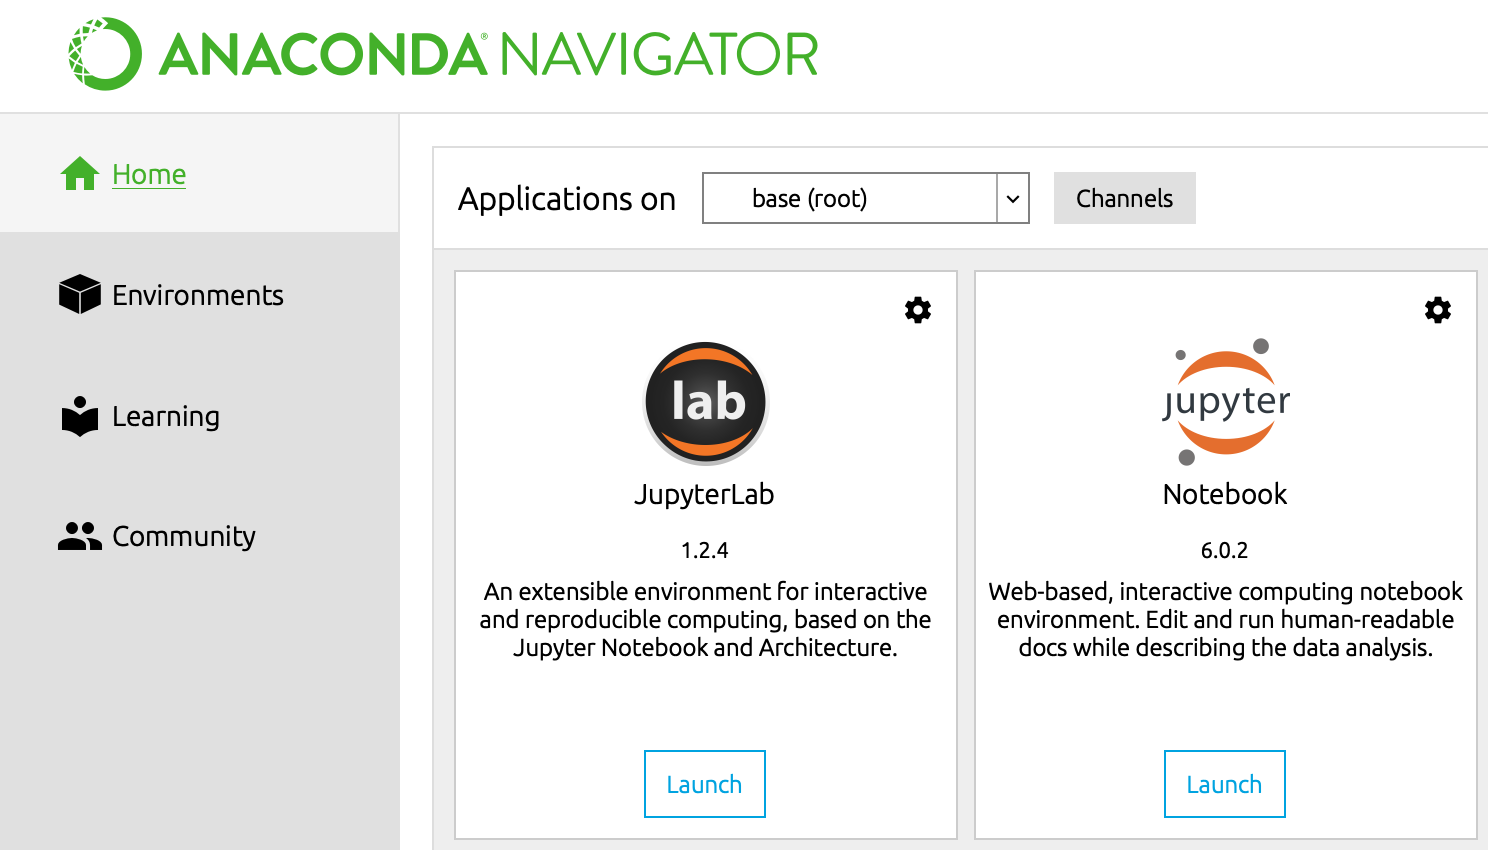 ANACONDA® NAVIGATOR
Home
Environments
Learning
Community
Applications on
base (root)
Channels
lab
JupyterLab
1.2.4
An extensible environment for interactive
and reproducible computing, based on the
Jupyter Notebook and Architecture.
Launch
jupyter
Notebook
6.0.2
Web-based, interactive computing notebook
environment. Edit and run human-readable
docs while describing the data analysis.
Launch